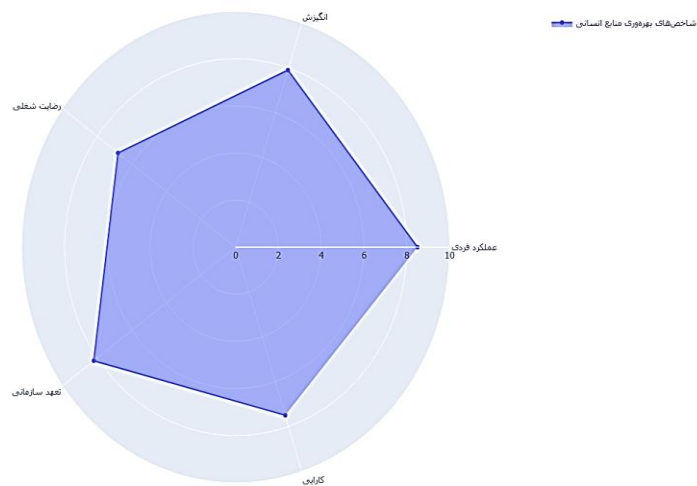 شاخص‌های بهره‌وری منابع انسانی
انگیزش
رضایت شغلی
عملکرد فردی
0 2 4 6 8 10
تعهد سازمانی
کارایی